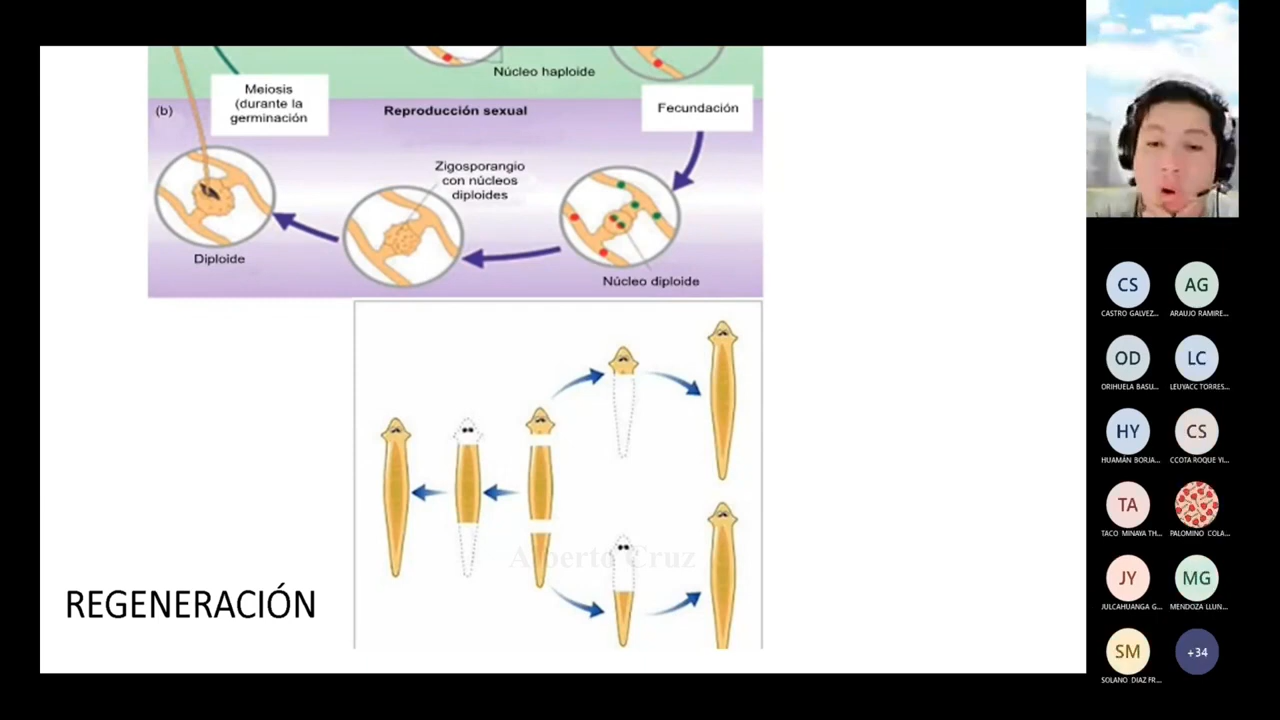 Núcleo haploide
Meiosis
(durante la
germinación
(b)
Reproducción sexual
Fecundación
Zigosporangio
con núcleos
diploides
Diploide
Núcleo diploide
Alberto Cruz
REGENERACIÓN
CS
AG
CASTRO GALVEZ...
ARAUJO RAMIRE...
OD
LC
ORIHUELA BASU...
LEUYACC TORRES...
HY
CS
HUAMÁN BORJA...
CCOTA ROQUE YI...
TA
TACO MINAYA TH...
PALOMINO COLA...
JY
MG
JULCAHUANGA G...
MENDOZA LLUN...
SM
+34
SOLANO DIAZ FR...